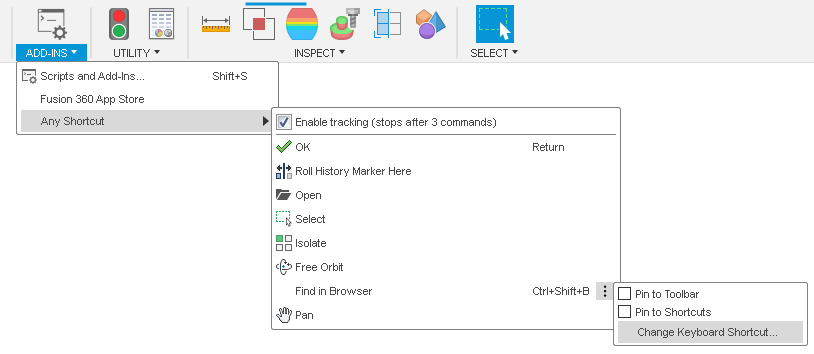 ADD-INS UTILITY INSPECT SELECT
Scripts and Add-Ins... Shift+S
Fusion 360 App Store
Any Shortcut
Enable tracking (stops after 3 commands)
OK Return
Roll History Marker Here
Open
Select
Isolate
Free Orbit
Find in Browser Ctrl+Shift+B
Pan
Pin to Toolbar
Pin to Shortcuts
Change Keyboard Shortcut...